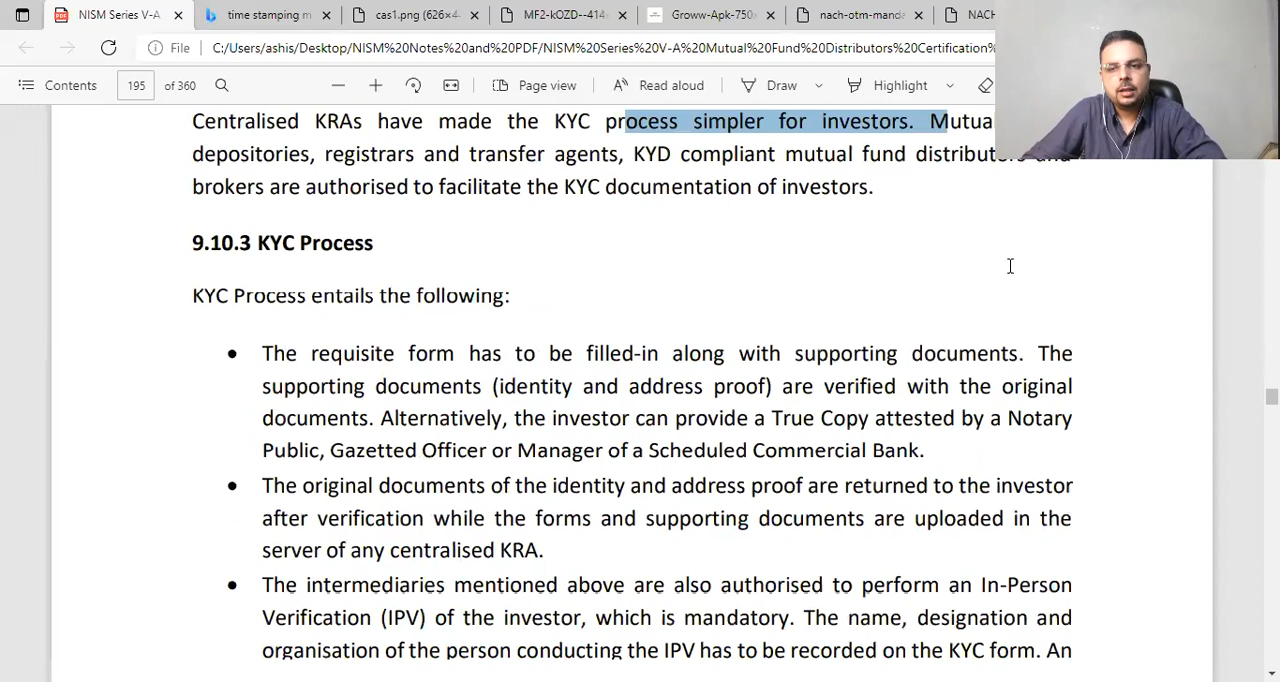 NISM Series V-A
time stamping m
cas1.png (626×4
MF2-kOZD--414
Groww-Apk-750
nach-otm-manda
NACH
File C:/Users/ashis/Desktop/NISM%20Notes%20and%20PDF/NISM%20Series%20V-A%20Mutual%20Fund%20Distributors%20Certification
Contents 195 of 360 Page view Read aloud Draw Highlight
Centralised KRAs have made the KYC process simpler for investors. Mutua
depositories, registrars and transfer agents, KYD compliant mutual fund distributors and
brokers are authorised to facilitate the KYC documentation of investors.
9.10.3 KYC Process
KYC Process entails the following:
• The requisite form has to be filled-in along with supporting documents. The
supporting documents (identity and address proof) are verified with the original
documents. Alternatively, the investor can provide a True Copy attested by a Notary
Public, Gazetted Officer or Manager of a Scheduled Commercial Bank.
• The original documents of the identity and address proof are returned to the investor
after verification while the forms and supporting documents are uploaded in the
server of any centralised KRA.
• The intermediaries mentioned above are also authorised to perform an In-Person
Verification (IPV) of the investor, which is mandatory. The name, designation and
organisation of the person conducting the IPV has to be recorded on the KYC form. An